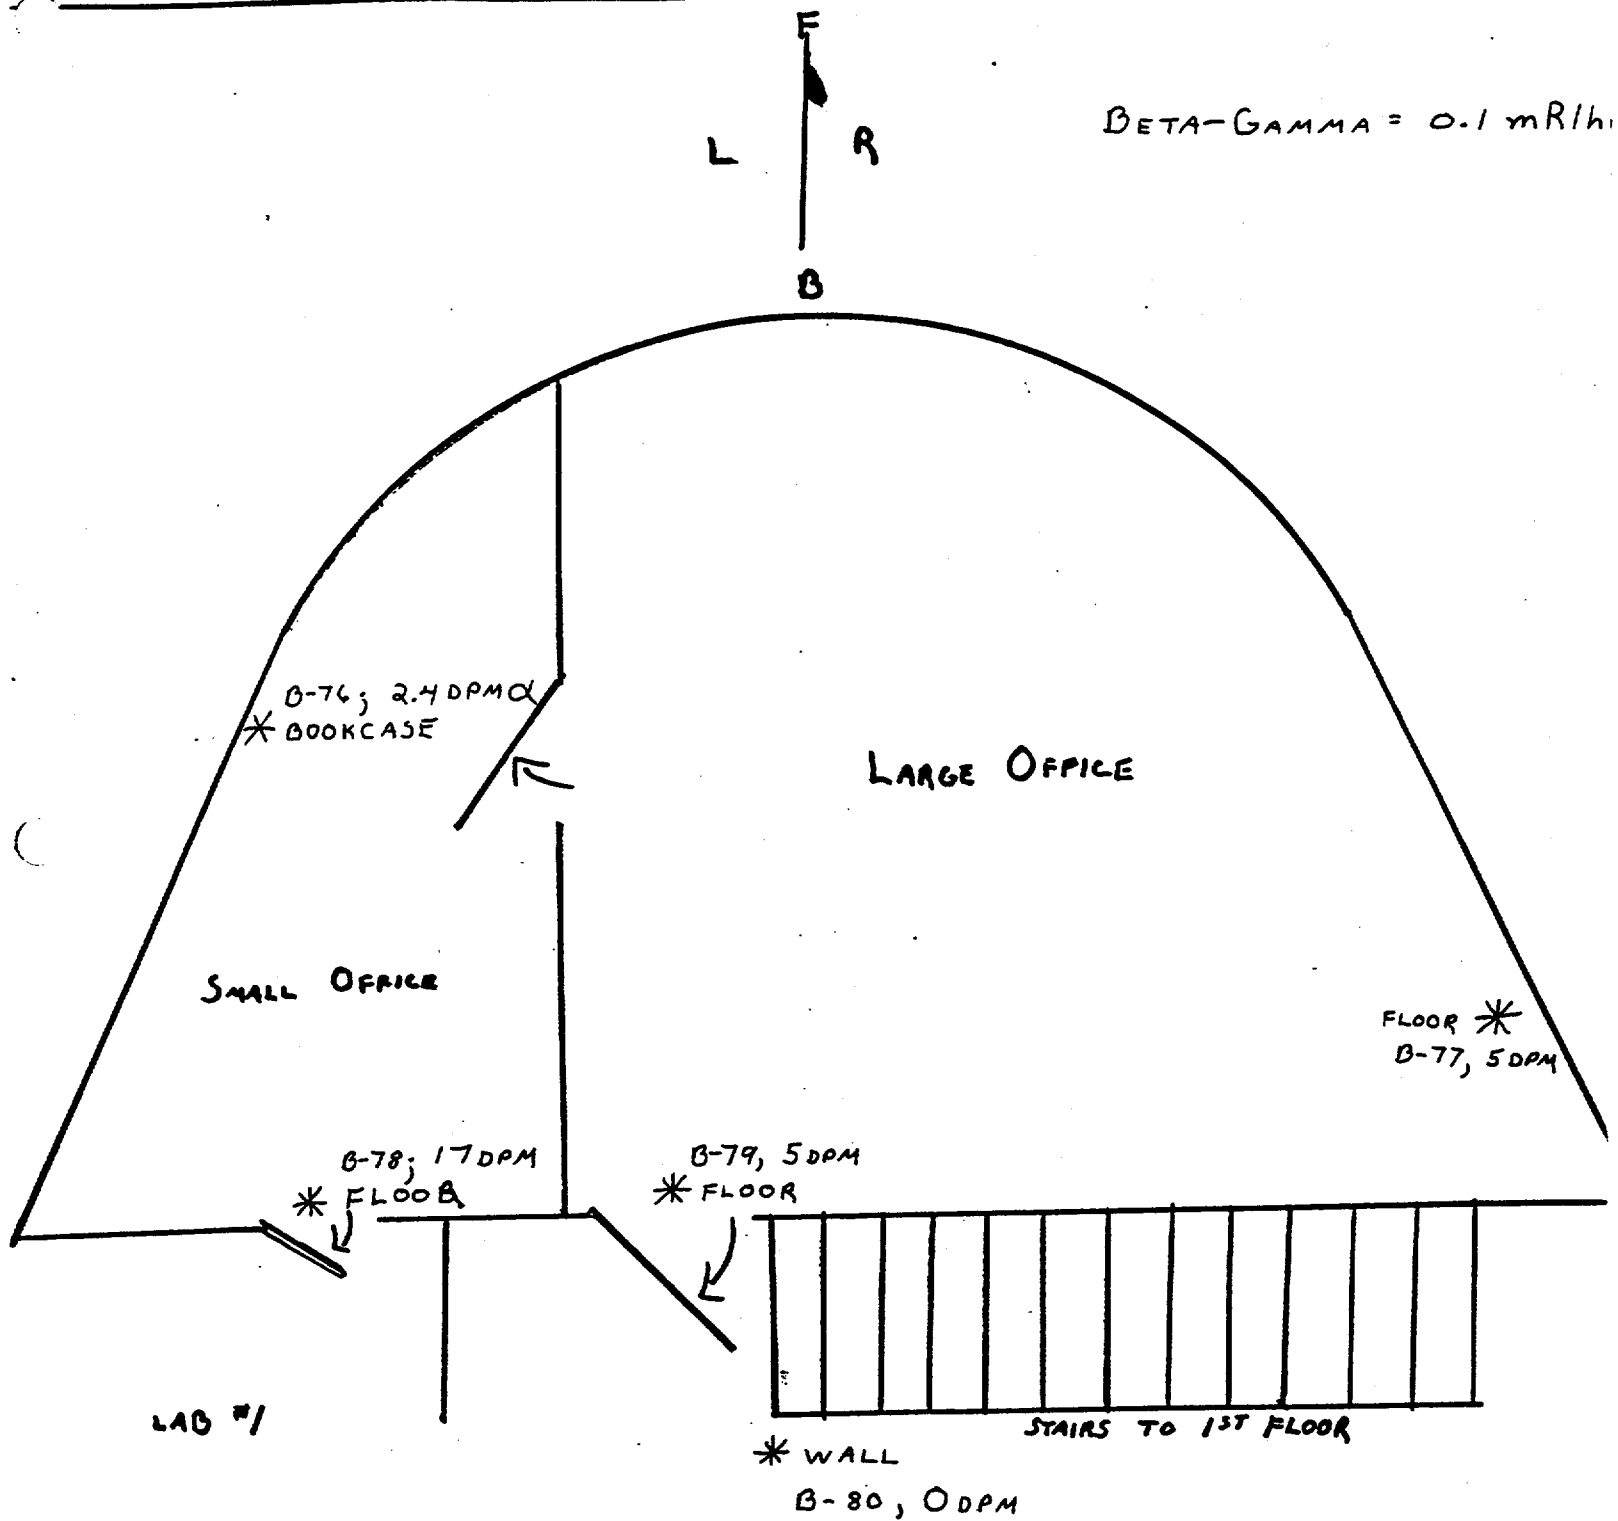 F
L R
B
BETA-GAMMA = 0.1 mR/h
B-76; 2.4 DPM α
BOOKCASE
LARGE OFFICE
SMALL OFFICE
FLOOR
B-77, 5 DPM
B-78; 17 DPM
FLOOR
B-79, 5 DPM
FLOOR
LAB #1
STAIRS TO 1ST FLOOR
WALL
B-80, 0 DPM